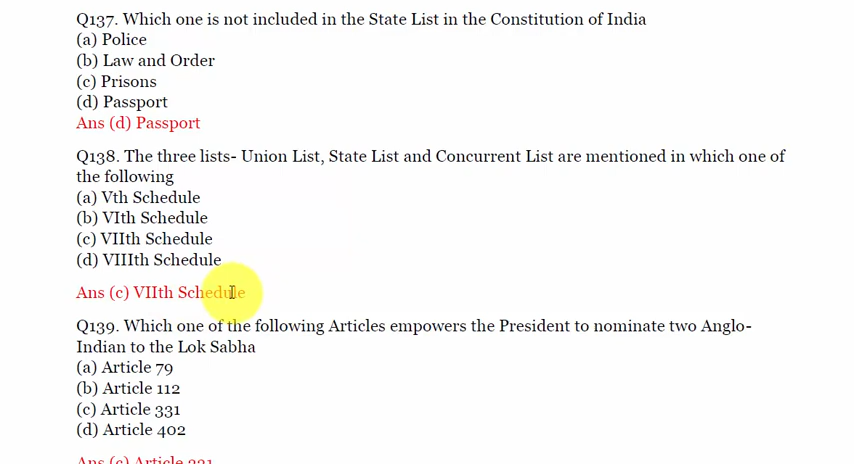 Q137. Which one is not included in the State List in the Constitution of India
(a) Police
(b) Law and Order
(c) Prisons
(d) Passport
Ans (d) Passport
Q138. The three lists- Union List, State List and Concurrent List are mentioned in which one of
the following
(a) Vth Schedule
(b) VIth Schedule
(c) VIIth Schedule
(d) VIIIth Schedule
Ans (c) VIIth Schedule
Q139. Which one of the following Articles empowers the President to nominate two Anglo-
Indian to the Lok Sabha
(a) Article 79
(b) Article 112
(c) Article 331
(d) Article 402
Ans (c) Article 331